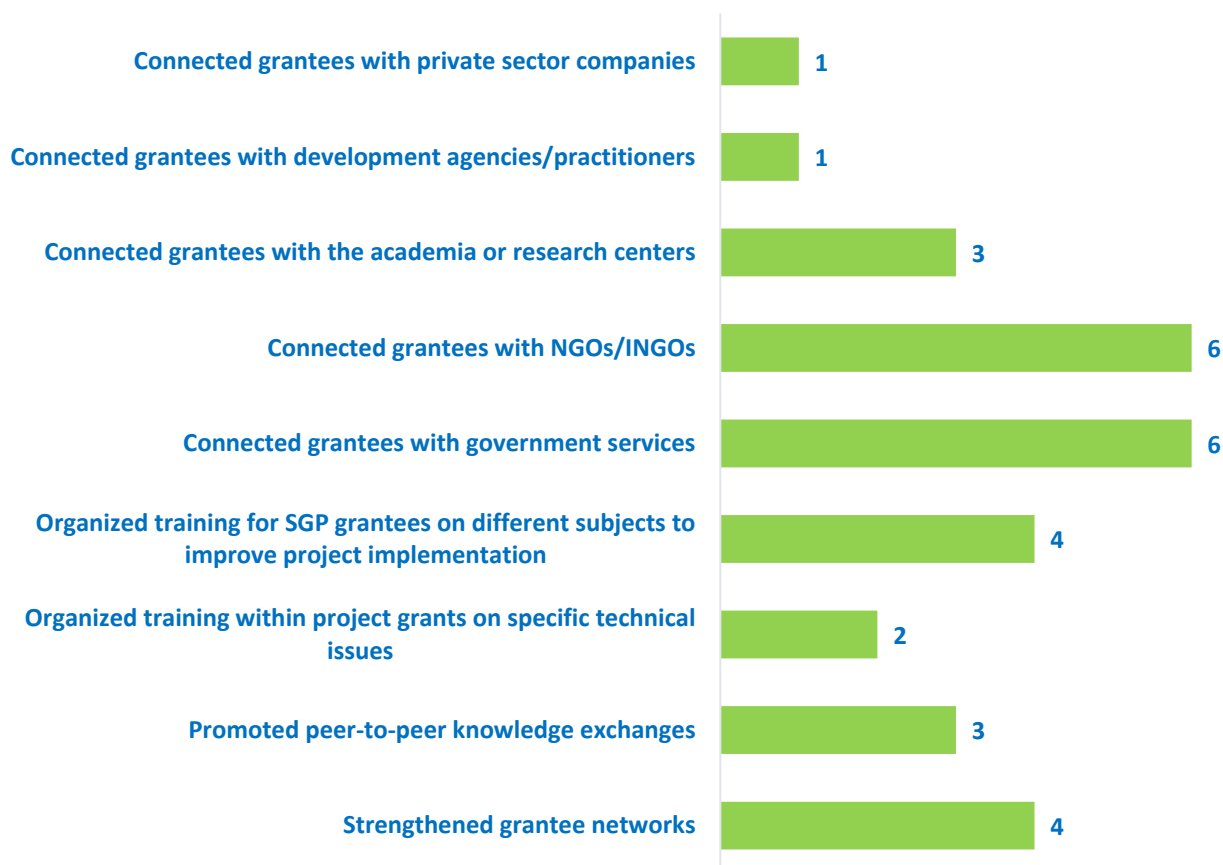 Connected grantees with private sector companies
1
Connected grantees with development agencies/practitioners
1
Connected grantees with the academia or research centers
3
Connected grantees with NGOs/INGOs
6
Connected grantees with government services
6
Organized training for SGP grantees on different subjects to
improve project implementation
4
Organized training within project grants on specific technical
issues
2
Promoted peer-to-peer knowledge exchanges
3
Strengthened grantee networks
4